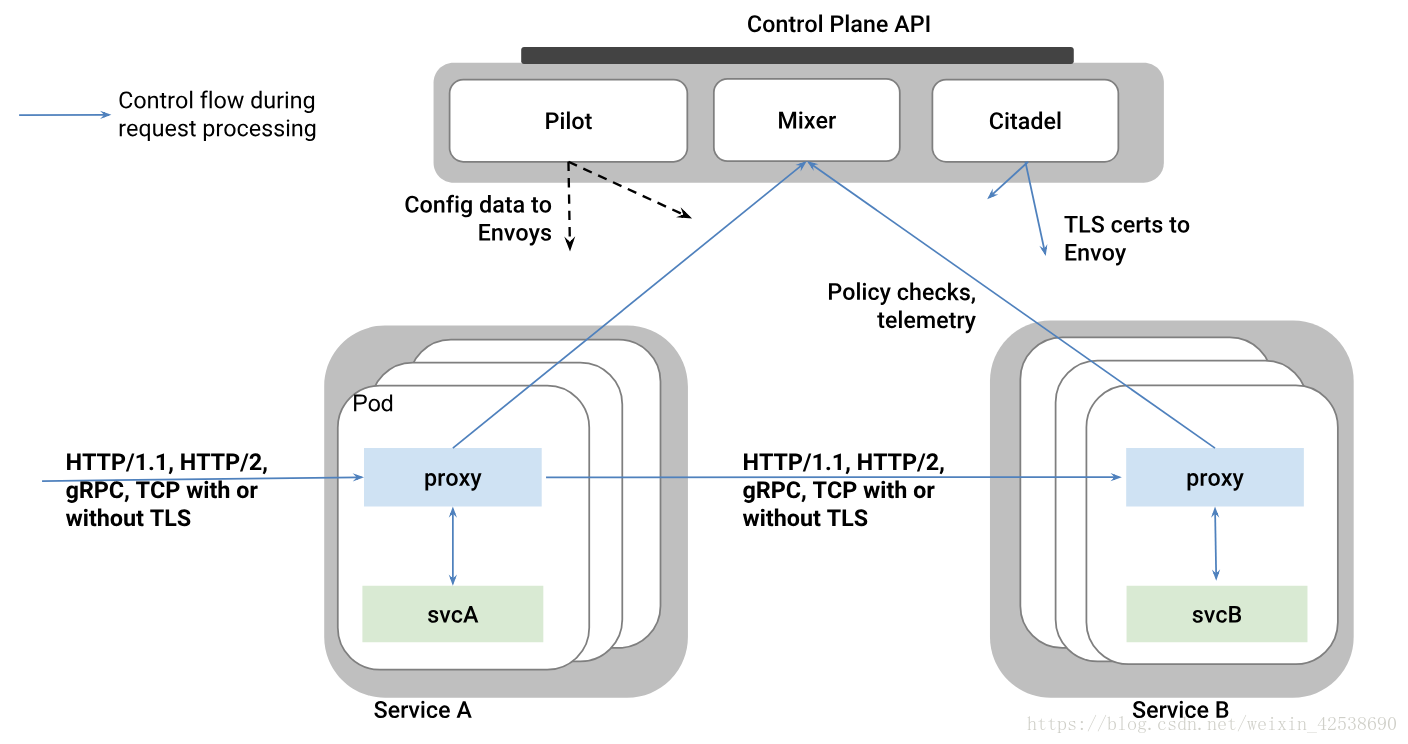 Control Plane API
Control flow during
request processing
Pilot
Mixer
Citadel
Config data to
Envoys
TLS certs to
Envoy
Policy checks,
telemetry
Pod
HTTP/1.1, HTTP/2,
gRPC, TCP with or
without TLS
proxy
HTTP/1.1, HTTP/2,
gRPC, TCP with or
without TLS
proxy
svcA
svcB
Service A
Service B
https://blog.csdn.net/weixin_42538690